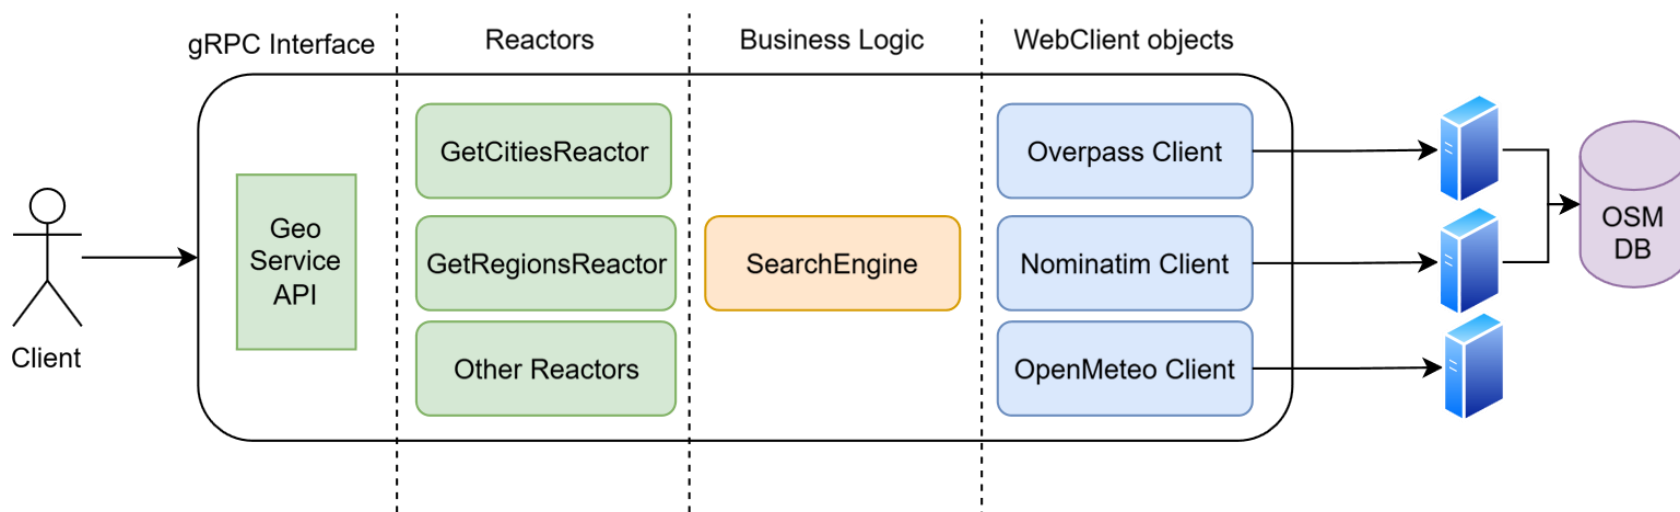 gRPC Interface
Reactors
Business Logic
WebClient objects
Client
Geo
Service
API
GetCitiesReactor
GetRegionsReactor
Other Reactors
SearchEngine
Overpass Client
Nominatim Client
OpenMeteo Client
OSM
DB